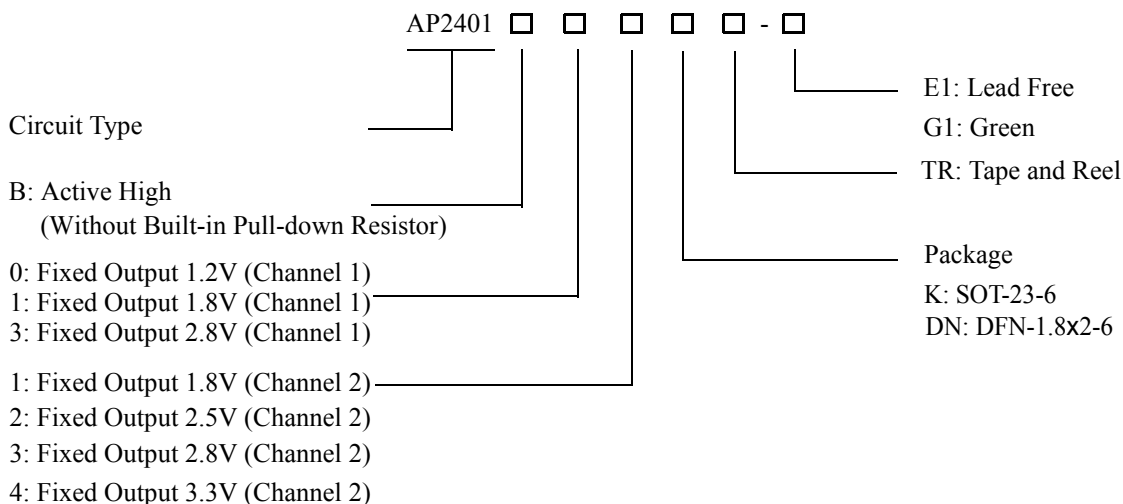 AP2401 □ □ □ □ □ - □
Circuit Type
B: Active High
(Without Built-in Pull-down Resistor)
0: Fixed Output 1.2V (Channel 1)
1: Fixed Output 1.8V (Channel 1)
3: Fixed Output 2.8V (Channel 1)
1: Fixed Output 1.8V (Channel 2)
2: Fixed Output 2.5V (Channel 2)
3: Fixed Output 2.8V (Channel 2)
4: Fixed Output 3.3V (Channel 2)
E1: Lead Free
G1: Green
TR: Tape and Reel
Package
K: SOT-23-6
DN: DFN-1.8x2-6